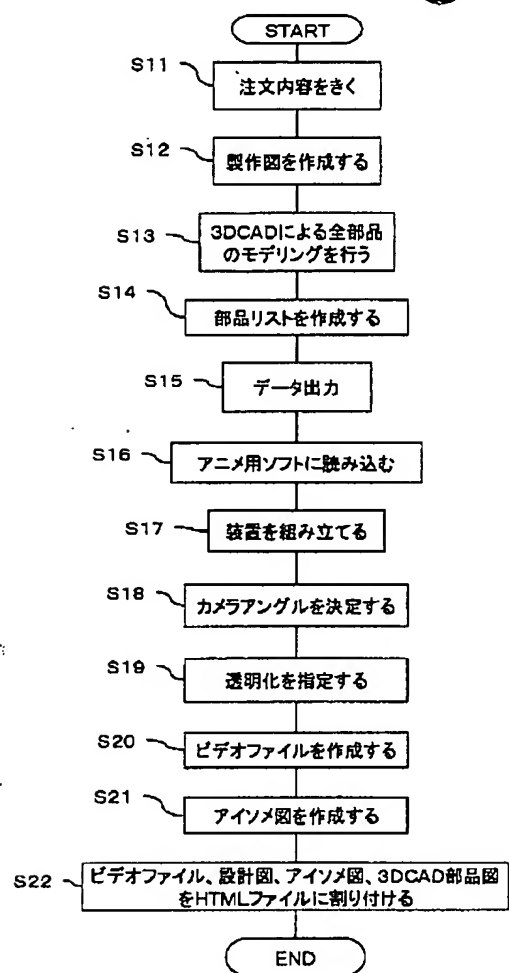 START
S11
注文内容をきく
S12
製作図を作成する
S13
3DCADによる全部品
のモデリングを行う
S14
部品リストを作成する
S15
データ出力
S16
アニメ用ソフトに読み込む
S17
装置を組み立てる
S18
カメラアングルを決定する
S19
透明化を指定する
S20
ビデオファイルを作成する
S21
アイソメ図を作成する
S22
ビデオファイル、設計図、アイソメ図、3DCAD部品図
をHTMLファイルに割り付ける
END